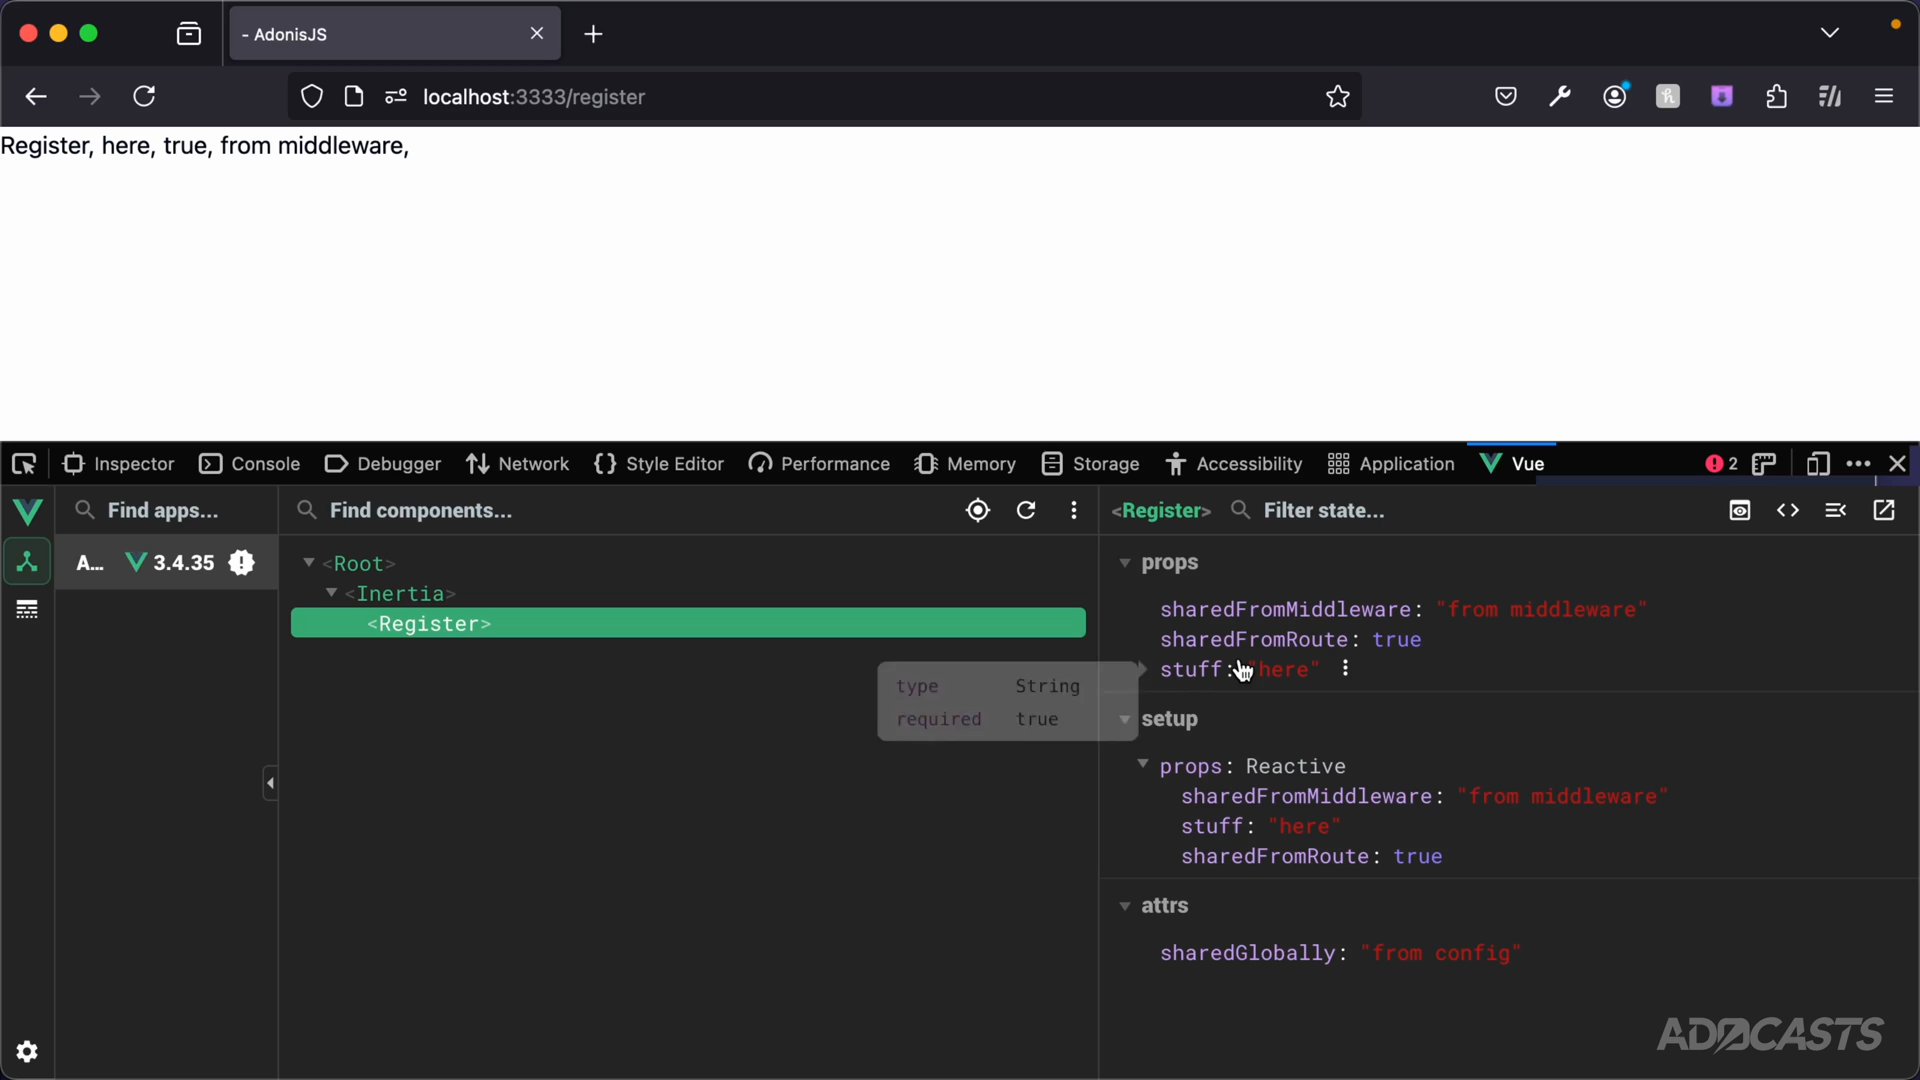 - AdonisJS
localhost:3333/register
Register, here, true, from middleware,
Inspector Console Debugger Network Style Editor Performance Memory Storage Accessibility Application Vue 2
Find apps... Find components... <Register> Filter state...
A... 3.4.35
<Root>
<Inertia>
<Register>
props
sharedFromMiddleware: "from middleware"
sharedFromRoute: true
stuff: "here"
type String
required true
setup
props: Reactive
sharedFromMiddleware: "from middleware"
stuff: "here"
sharedFromRoute: true
attrs
sharedGlobally: "from config"
ADOCASTS